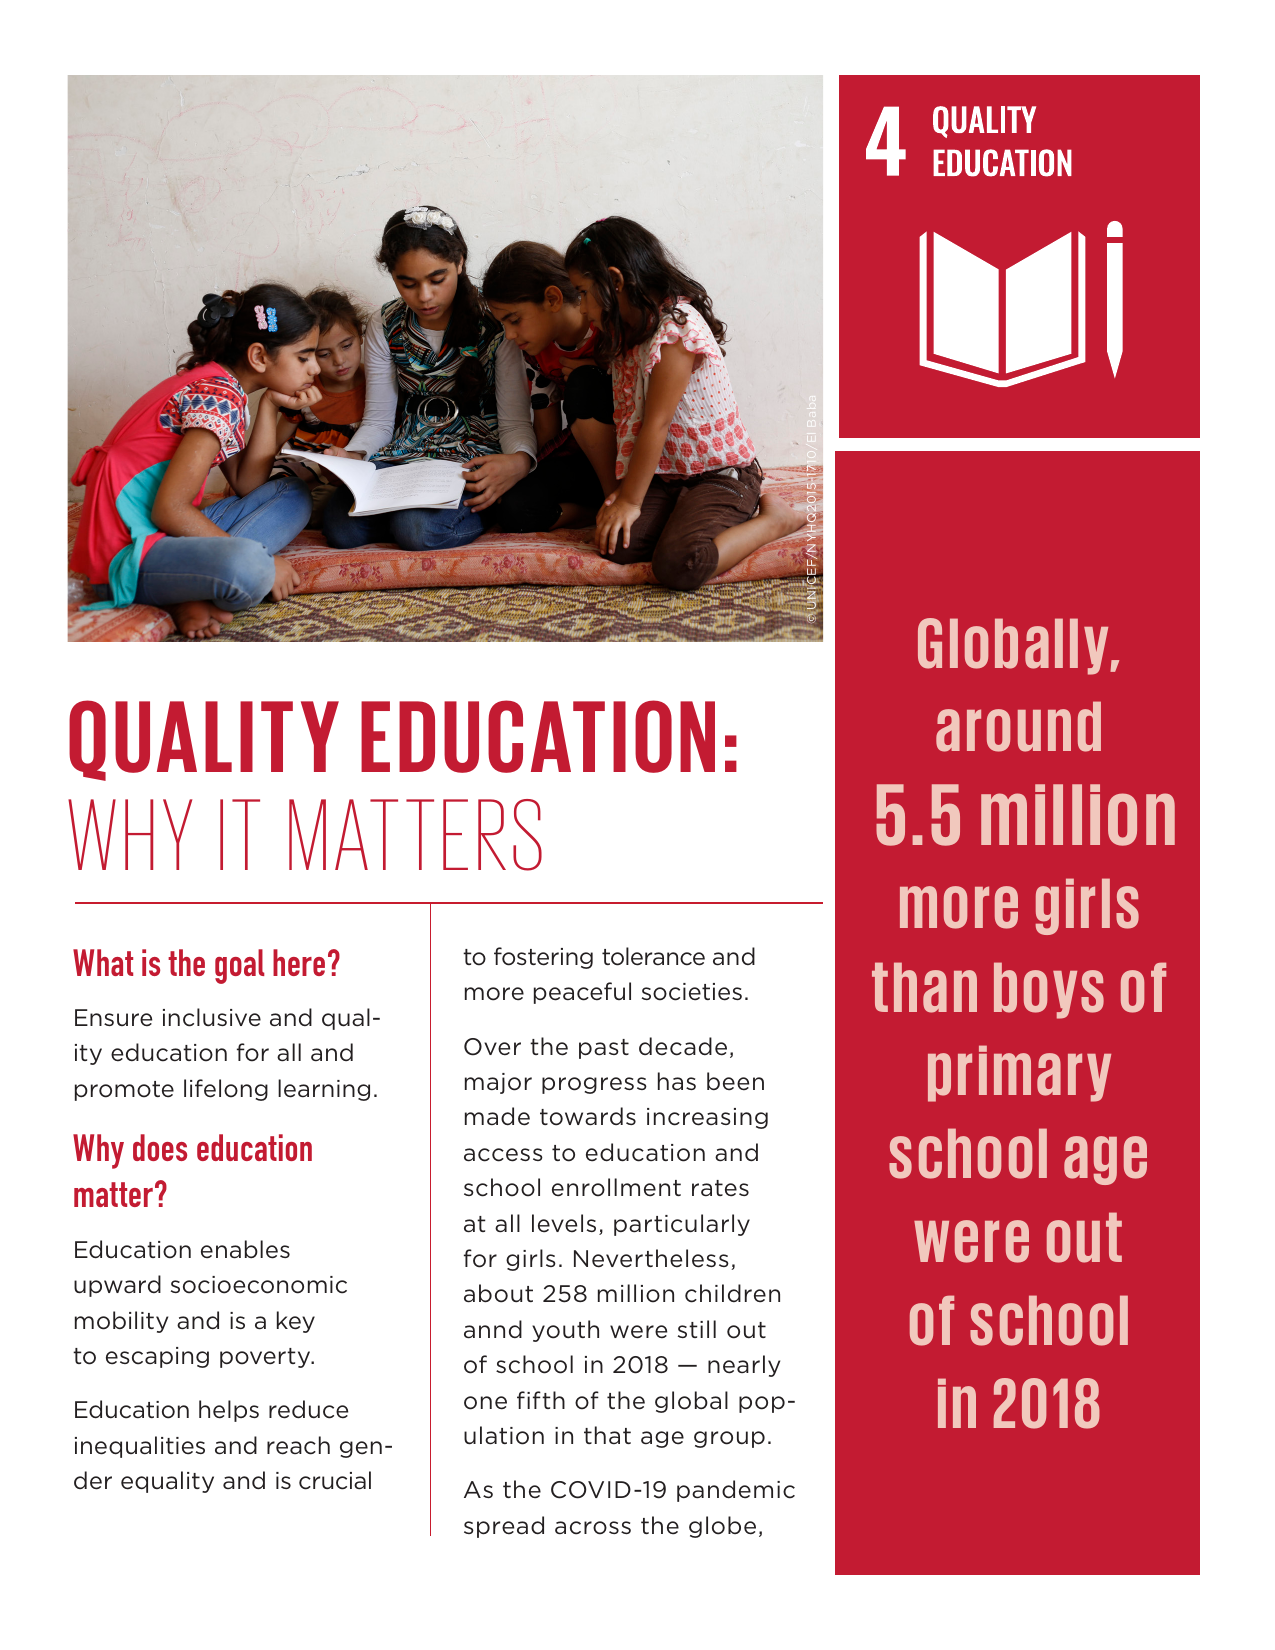 4 QUALITY
EDUCATION
© UNICEF/NYHQ2015-1710/El Baba
QUALITY EDUCATION:
WHY IT MATTERS
What is the goal here?
Ensure inclusive and qual-
ity education for all and
promote lifelong learning.
Why does education
matter?
Education enables
upward socioeconomic
mobility and is a key
to escaping poverty.
Education helps reduce
inequalities and reach gen-
der equality and is crucial
to fostering tolerance and
more peaceful societies.
Over the past decade,
major progress has been
made towards increasing
access to education and
school enrollment rates
at all levels, particularly
for girls. Nevertheless,
about 258 million children
annd youth were still out
of school in 2018 — nearly
one fifth of the global pop-
ulation in that age group.
As the COVID-19 pandemic
spread across the globe,
Globally,
around
5.5 million
more girls
than boys of
primary
school age
were out
of school
in 2018